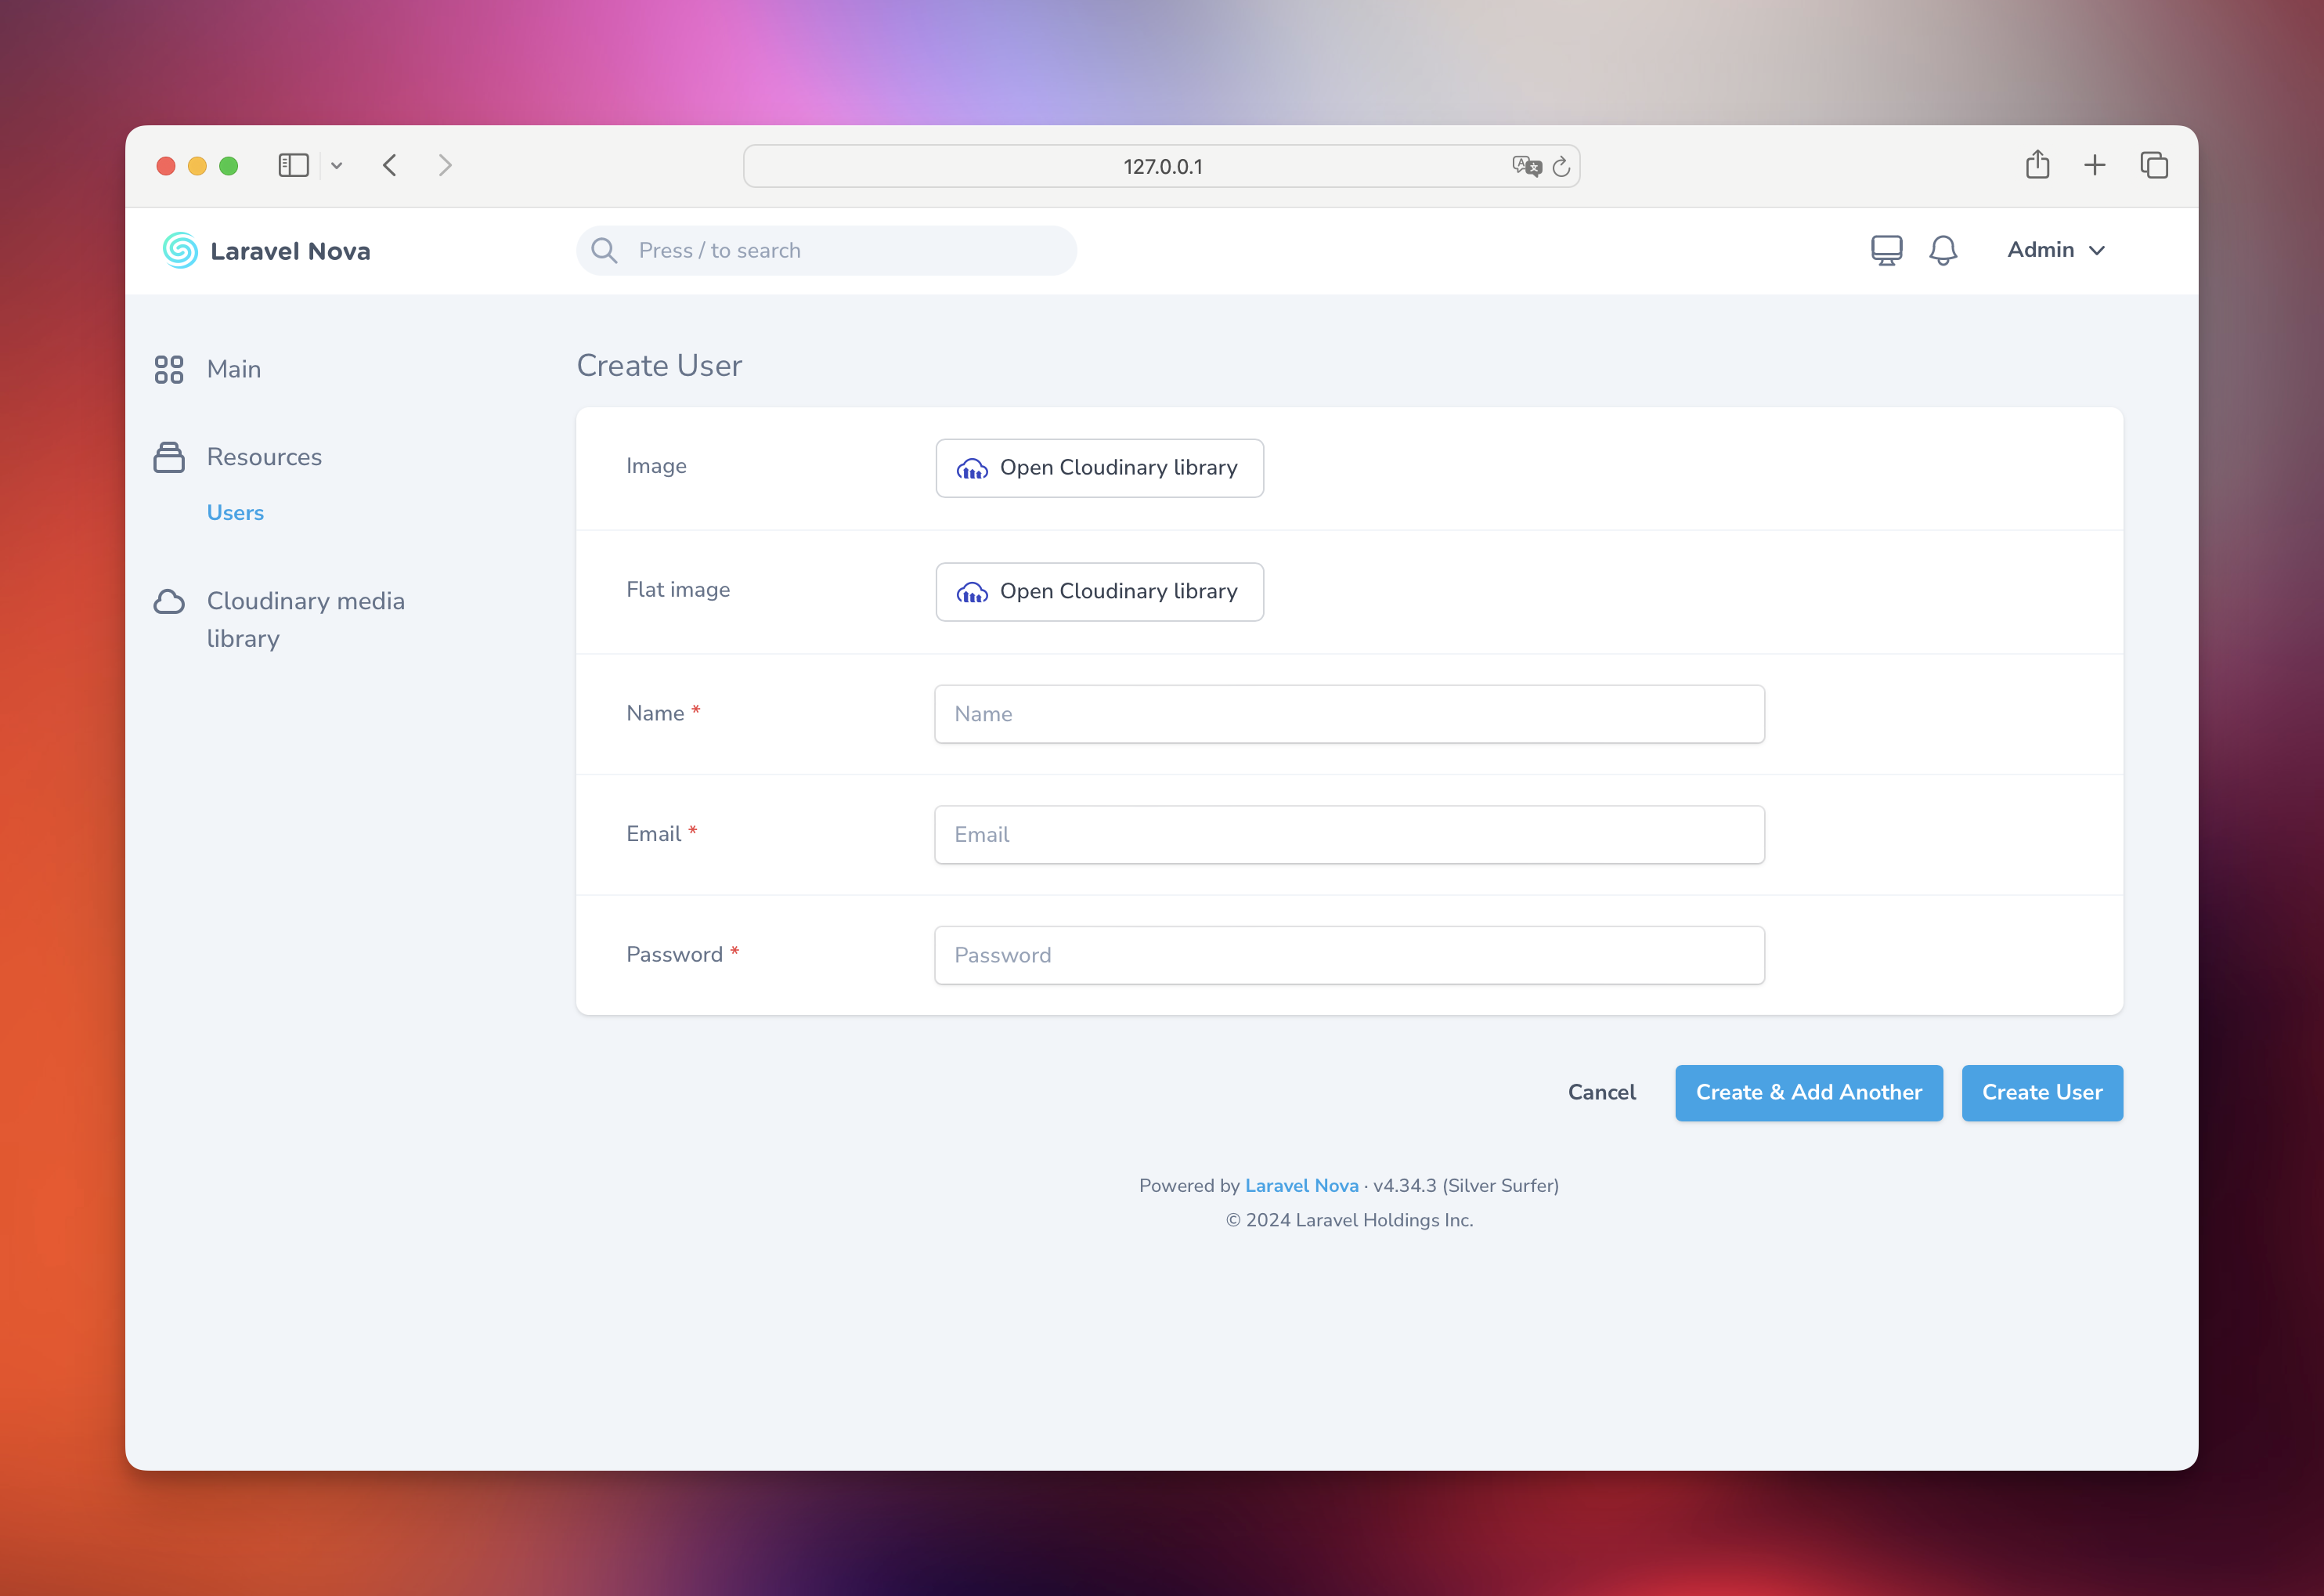 127.0.0.1
Laravel Nova
Press / to search
Admin
Main
Resources
Users
Cloudinary media
library
Create User
Image
Open Cloudinary library
Flat image
Open Cloudinary library
Name *
Name
Email *
Email
Password *
Password
Cancel
Create & Add Another
Create User
Powered by Laravel Nova · v4.34.3 (Silver Surfer)
© 2024 Laravel Holdings Inc.